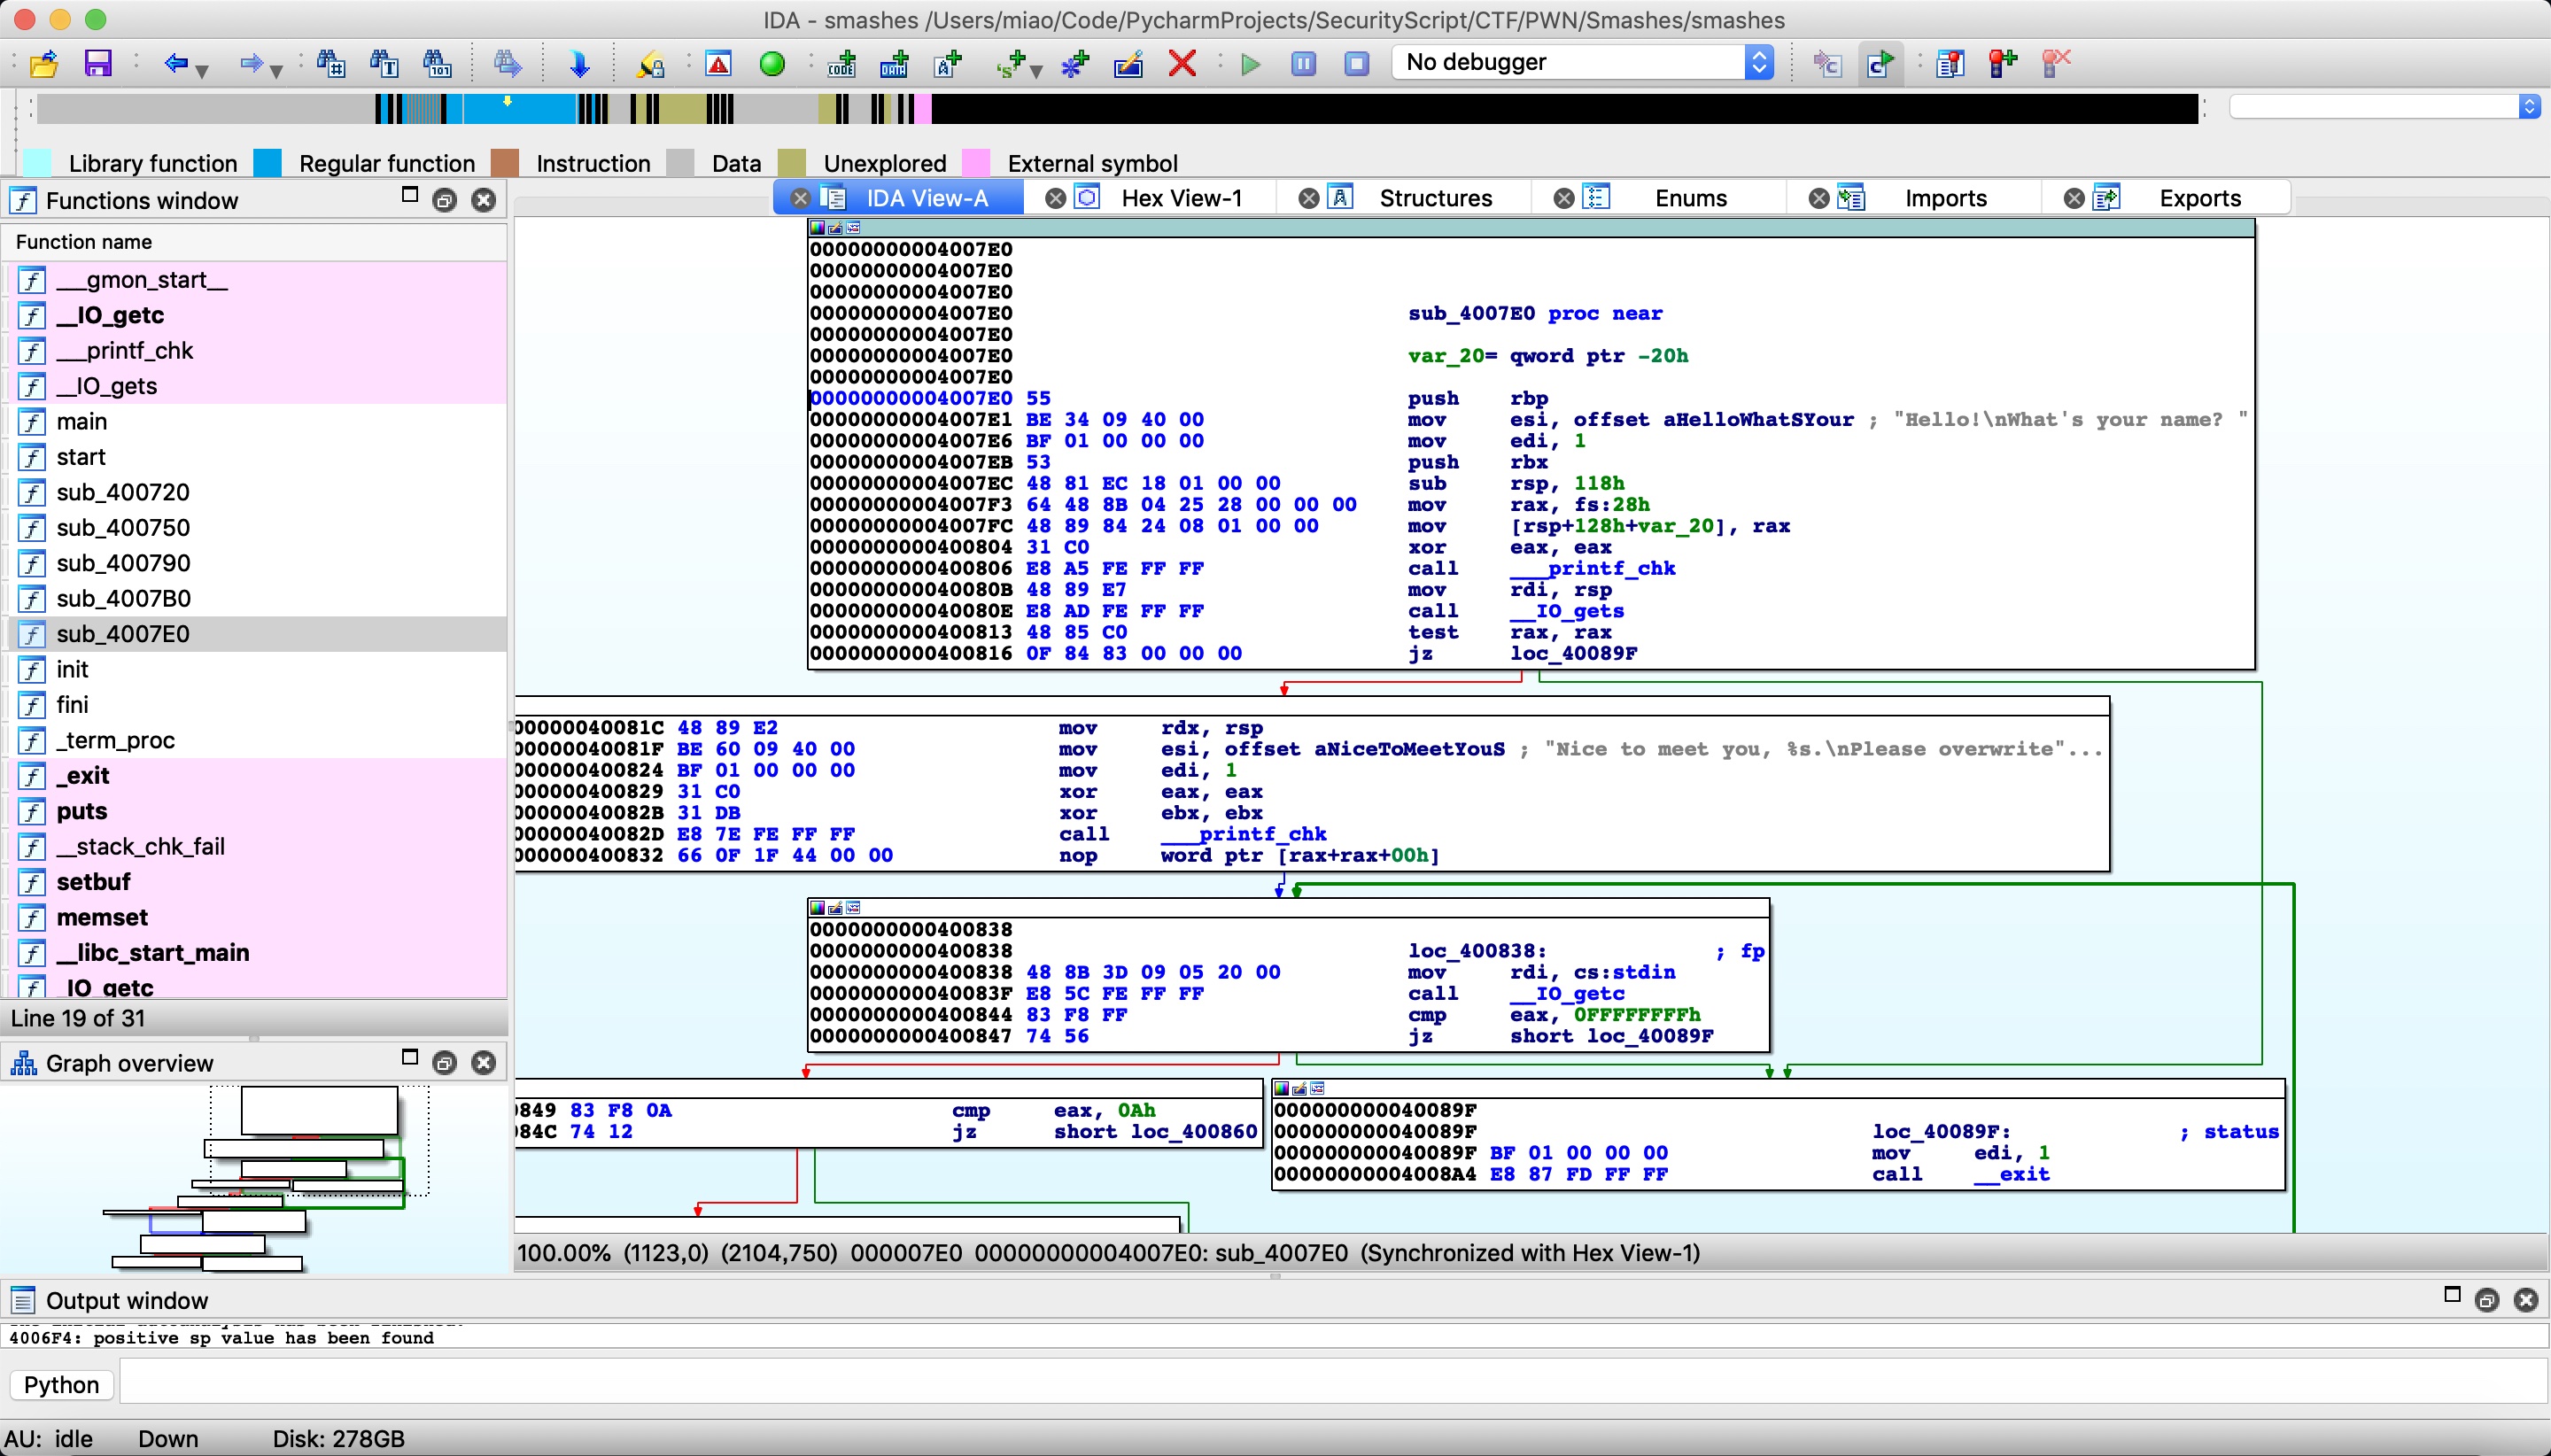 IDA - smashes /Users/miao/Code/PycharmProjects/SecurityScript/CTF/PWN/Smashes/smashes
No debugger
Library function Regular function Instruction Data Unexplored External symbol
Functions window
IDA View-A Hex View-1 Structures Enums Imports Exports
Function name
___gmon_start__
__IO_getc
___printf_chk
__IO_gets
main
start
sub_400720
sub_400750
sub_400790
sub_4007B0
sub_4007E0
init
fini
_term_proc
_exit
puts
__stack_chk_fail
setbuf
memset
__libc_start_main
_IO_getc
Line 19 of 31
Graph overview
00000000004007E0
00000000004007E0
00000000004007E0
00000000004007E0 sub_4007E0 proc near
00000000004007E0
00000000004007E0 var_20= qword ptr -20h
00000000004007E0
00000000004007E0 55 push rbp
00000000004007E1 BE 34 09 40 00 mov esi, offset aHelloWhatSYour ; "Hello!\nWhat's your name? "
00000000004007E6 BF 01 00 00 00 mov edi, 1
00000000004007EB 53 push rbx
00000000004007EC 48 81 EC 18 01 00 00 sub rsp, 118h
00000000004007F3 64 48 8B 04 25 28 00 00 00 mov rax, fs:28h
00000000004007FC 48 89 84 24 08 01 00 00 mov [rsp+128h+var_20], rax
0000000000400804 31 C0 xor eax, eax
0000000000400806 E8 A5 FE FF FF call ___printf_chk
000000000040080B 48 89 E7 mov rdi, rsp
000000000040080E E8 AD FE FF FF call __IO_gets
0000000000400813 48 85 C0 test rax, rax
0000000000400816 0F 84 83 00 00 00 jz loc_40089F
00000040081C 48 89 E2 mov rdx, rsp
00000040081F BE 60 09 40 00 mov esi, offset aNiceToMeetYouS ; "Nice to meet you, %s.\nPlease overwrite"...
000000400824 BF 01 00 00 00 mov edi, 1
000000400829 31 C0 xor eax, eax
00000040082B 31 DB xor ebx, ebx
00000040082D E8 7E FE FF FF call ___printf_chk
000000400832 66 0F 1F 44 00 00 nop word ptr [rax+rax+00h]
0000000000400838
0000000000400838 loc_400838: ; fp
0000000000400838 48 8B 3D 09 05 20 00 mov rdi, cs:stdin
000000000040083F E8 5C FE FF FF call __IO_getc
0000000000400844 83 F8 FF cmp eax, 0FFFFFFFFh
0000000000400847 74 56 jz short loc_40089F
0849 83 F8 0A cmp eax, 0Ah
084C 74 12 jz short loc_400860
000000000040089F
000000000040089F loc_40089F: ; status
000000000040089F BF 01 00 00 00 mov edi, 1
00000000004008A4 E8 87 FD FF FF call __exit
100.00% (1123,0) (2104,750) 000007E0 00000000004007E0: sub_4007E0 (Synchronized with Hex View-1)
Output window
4006F4: positive sp value has been found
Python
AU: idle Down Disk: 278GB